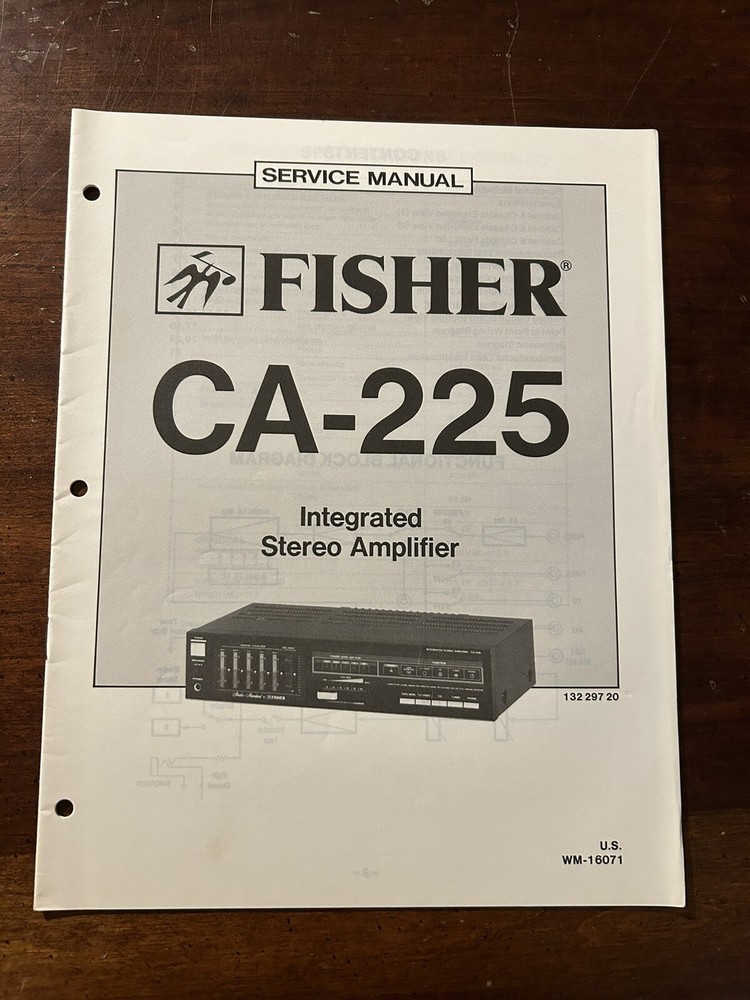 SERVICE MANUAL
FISHER®
CA-225
Integrated
Stereo Amplifier
132 297 20
U.S.
WM-16071